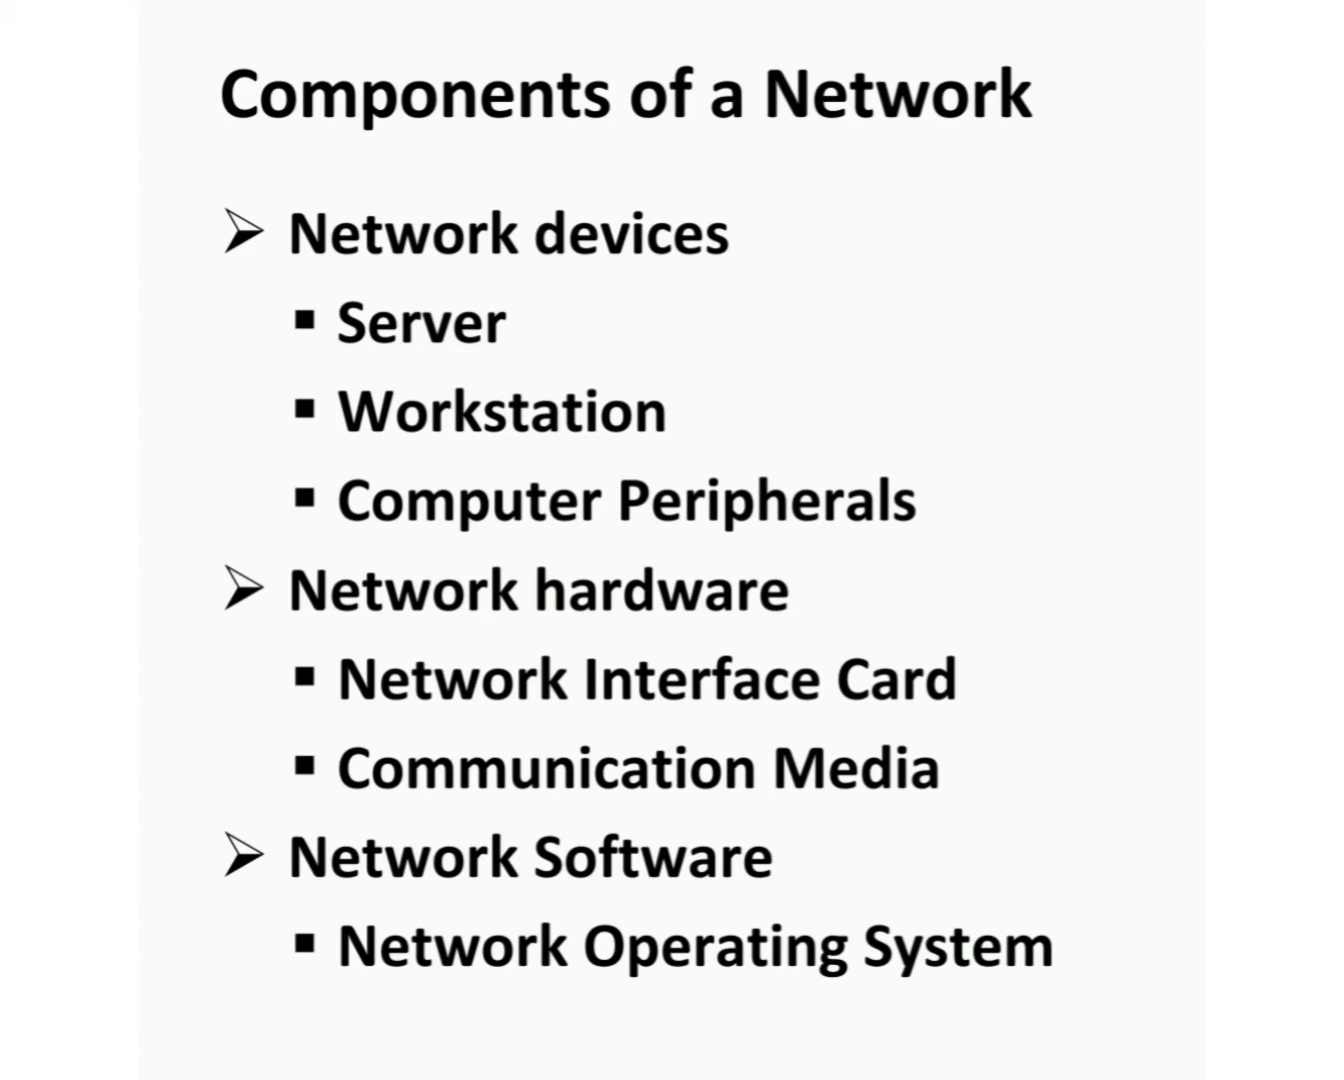 Components of a Network
➢ Network devices
▪ Server
▪ Workstation
▪ Computer Peripherals
➢ Network hardware
▪ Network Interface Card
▪ Communication Media
➢ Network Software
▪ Network Operating System